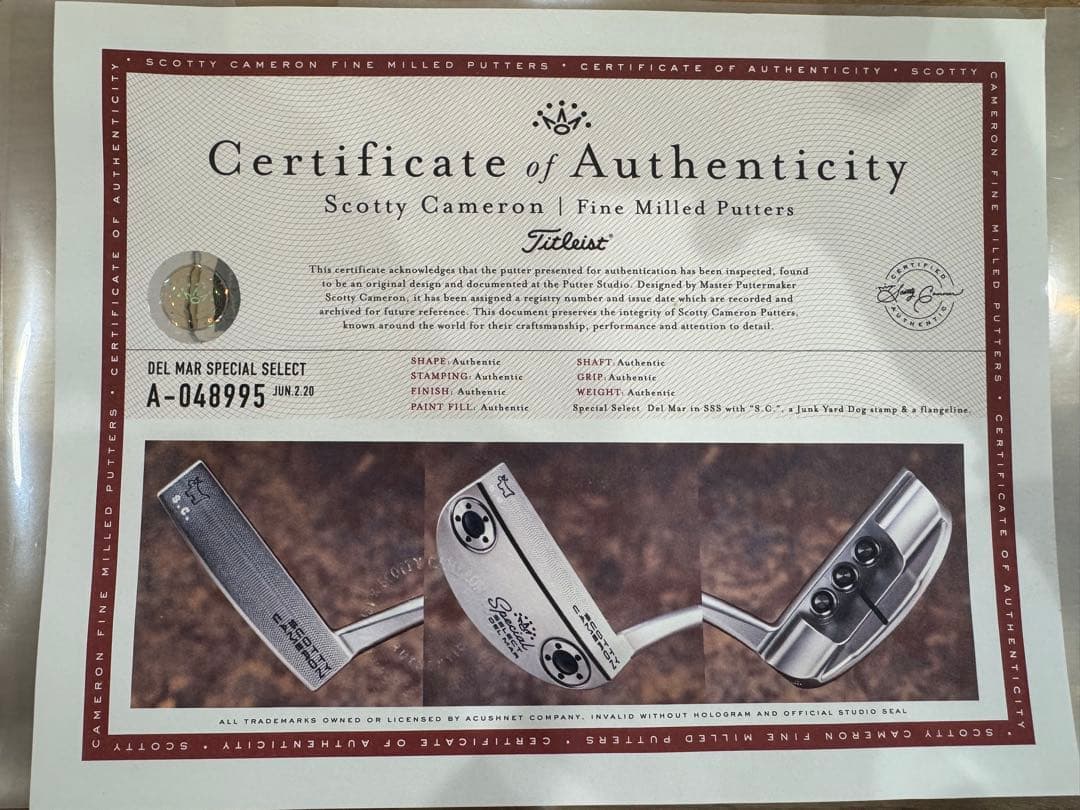 SCOTTY CAMERON FINE MILLED PUTTERS • CERTIFICATE OF AUTHENTICITY • SCOTTY
CAMERON FINE MILLED PUTTERS • CERTIFICATE OF AUTHENTICITY •
Certificate of Authenticity
Scotty Cameron | Fine Milled Putters
Titleist®
This certificate acknowledges that the putter presented for authentication has been inspected, found
to be an original design and documented at the Putter Studio. Designed by Master Puttermaker
Scotty Cameron, it has been assigned a registry number and issue date which are recorded and
archived for future reference. This document preserves the integrity of Scotty Cameron Putters,
known around the world for their craftsmanship, performance and attention to detail.
CERTIFIED
Scotty Cameron
AUTHENTIC
DEL MAR SPECIAL SELECT
A-048995 JUN.2.20
SHAPE: Authentic
STAMPING: Authentic
FINISH: Authentic
PAINT FILL: Authentic
SHAFT: Authentic
GRIP: Authentic
WEIGHT: Authentic
Special Select Del Mar in SSS with "S.C.", a Junk Yard Dog stamp & a flangeline.
S.C.
SCOTTY
CAMERON
Special
SELECT
DEL MAR
SCOTTY
CAMERON
ALL TRADEMARKS OWNED OR LICENSED BY ACUSHNET COMPANY. INVALID WITHOUT HOLOGRAM AND OFFICIAL STUDIO SEAL
SCOTTY CAMERON FINE MILLED PUTTERS • CERTIFICATE OF AUTHENTICITY • SCOTTY
CAMERON FINE MILLED PUTTERS • CERTIFICATE OF AUTHENTICITY •